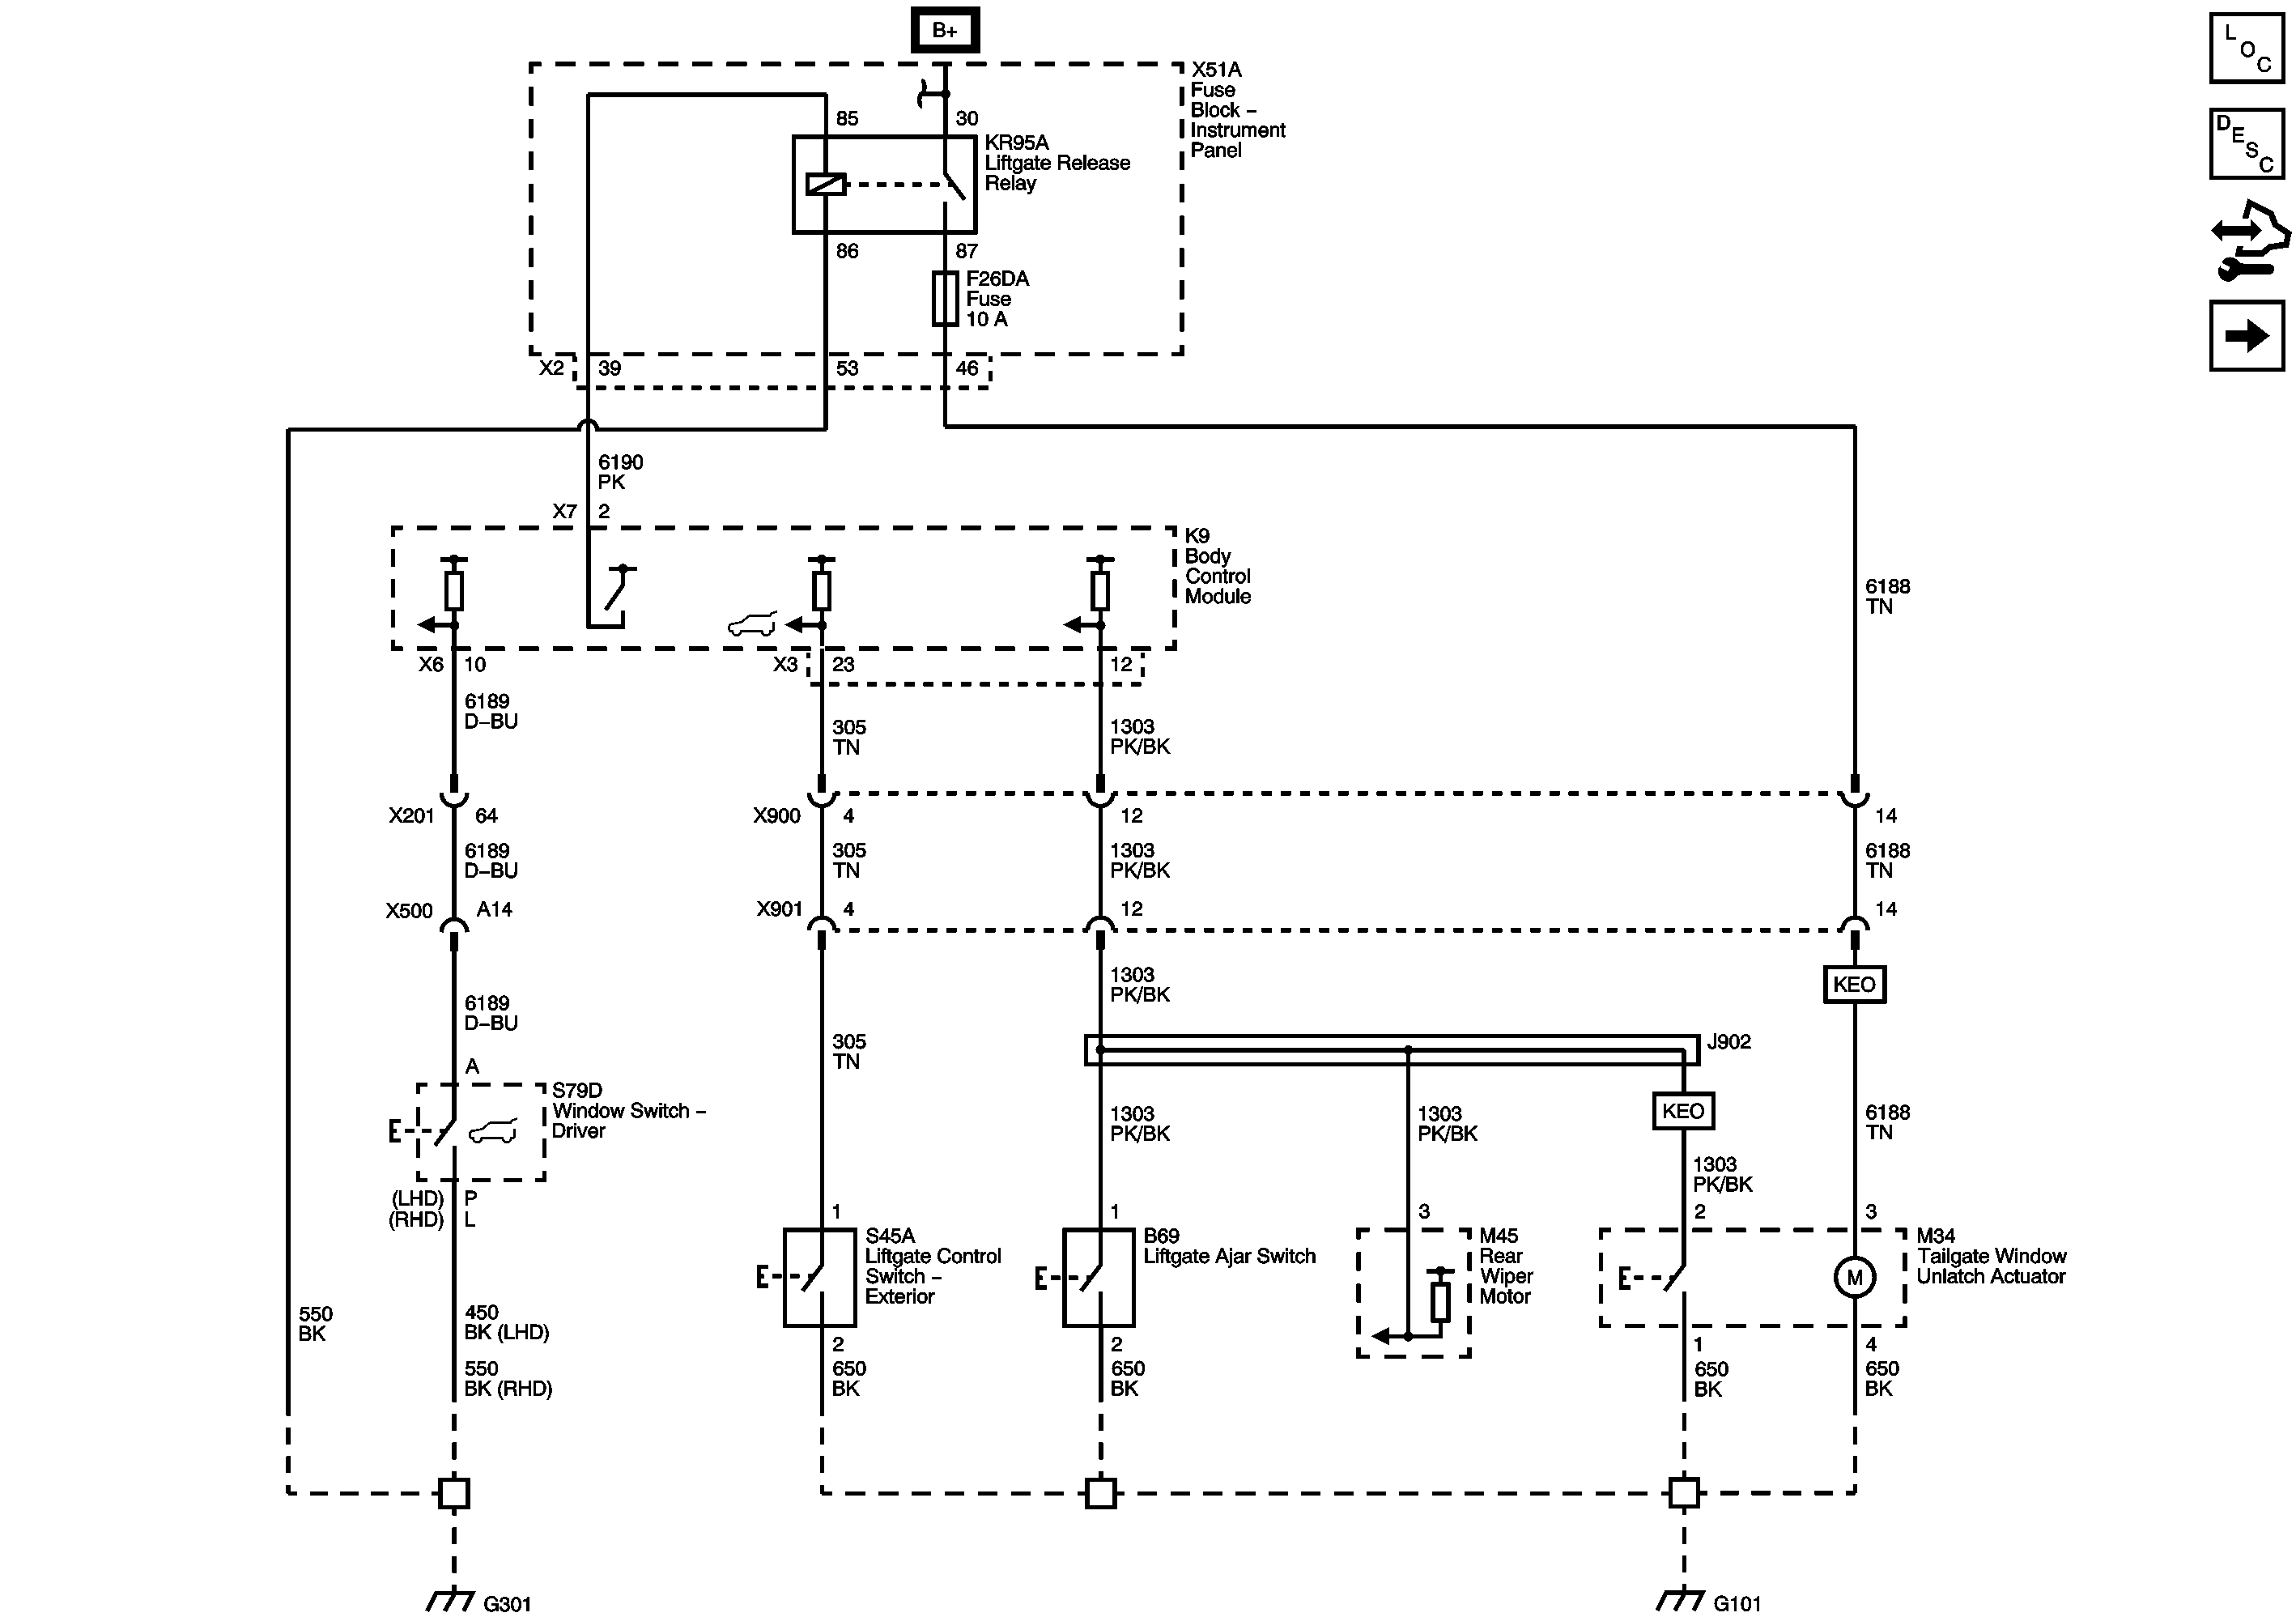 B+
L
O
C
X51A
Fuse
Block –
Instrument
Panel
D
E
S
C
85
30
KR95A
Liftgate Release
Relay
86
87
F26DA
Fuse
10 A
X2
39
53
46
6190
PK
X7
2
K9
Body
Control
Module
6188
TN
X6
10
X3
23
12
6189
D–BU
305
TN
1303
PK/BK
X201
64
X900
4
12
14
6189
D–BU
305
TN
1303
PK/BK
6188
TN
X500
A14
X901
4
12
14
1303
PK/BK
KEO
6189
D–BU
305
TN
J902
A
S79D
Window Switch –
Driver
1303
PK/BK
1303
PK/BK
KEO
6188
TN
1303
PK/BK
(LHD)
P
(RHD)
L
1
1
3
2
3
S45A
Liftgate Control
Switch –
Exterior
B69
Liftgate Ajar Switch
M45
Rear
Wiper
Motor
M34
Tailgate Window
Unlatch Actuator
M
550
BK
450
BK (LHD)
550
BK (RHD)
2
650
BK
2
650
BK
1
650
BK
4
650
BK
G301
G101